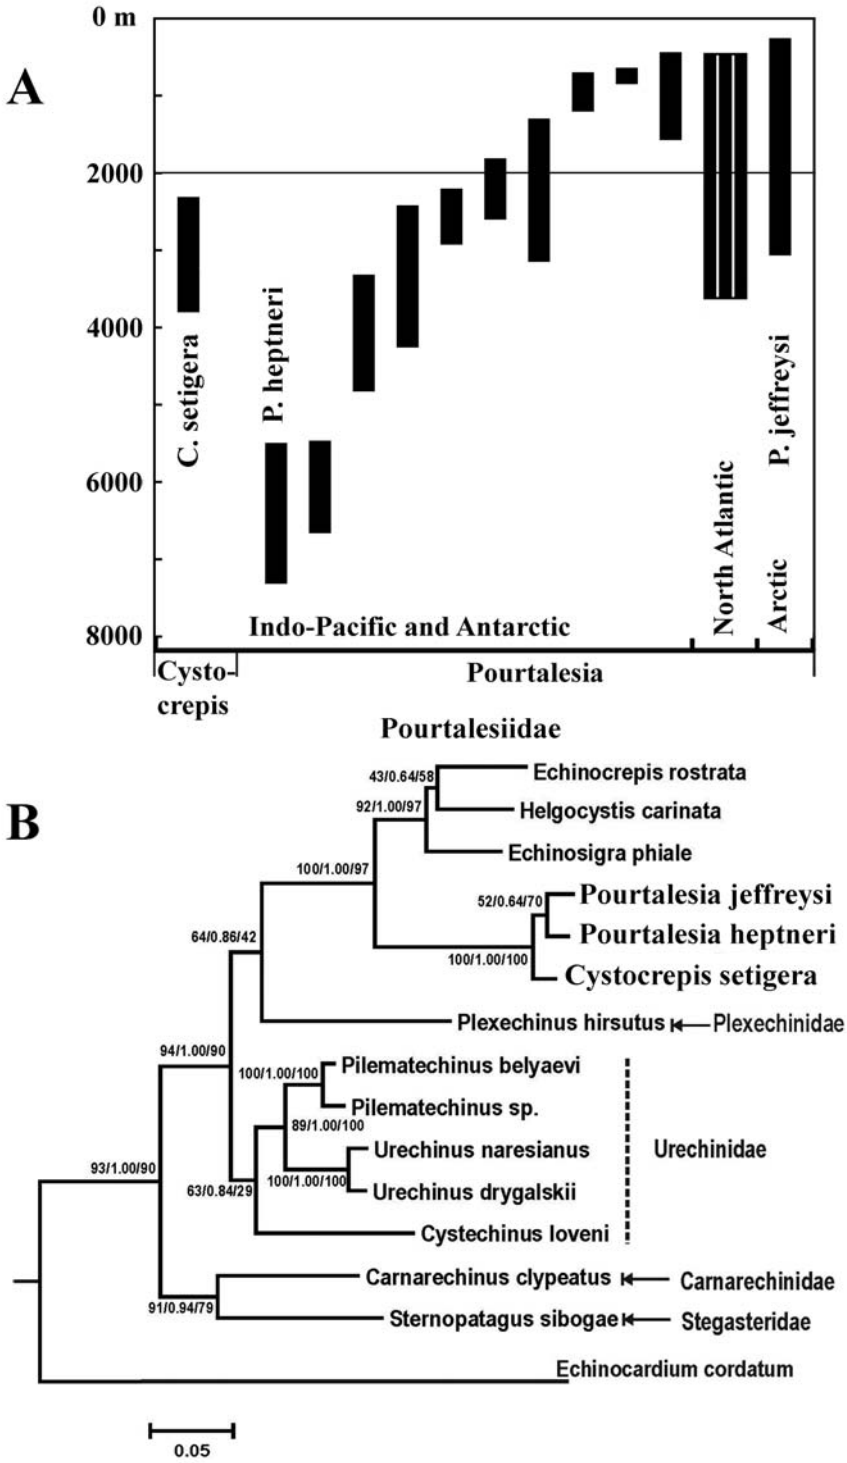 A
0 m
2000
4000
6000
8000
C. setigera
P. heptneri
North Atlantic
Arctic
P. jeffreysi
Indo-Pacific and Antarctic
Cysto-
crepis
Pourtalesia
Pourtalesiidae
B
43/0.64/58
Echinocrepis rostrata
92/1.00/97
Helgocystis carinata
Echinosigra phiale
100/1.00/97
52/0.64/70
Pourtalesia jeffreysi
64/0.86/42
Pourtalesia heptneri
100/1.00/100
Cystocrepis setigera
Plexechinus hirsutus
Plexechinidae
94/1.00/90
100/1.00/100
Pilematechinus belyaevi
Pilematechinus sp.
89/1.00/100
Urechinus naresianus
Urechinidae
93/1.00/90
100/1.00/100
63/0.84/29
Urechinus drygalskii
Cystechinus loveni
Carnarechinus clypeatus
Carnarechinidae
91/0.94/79
Sternopatagus sibogae
Stegasteridae
Echinocardium cordatum
0.05